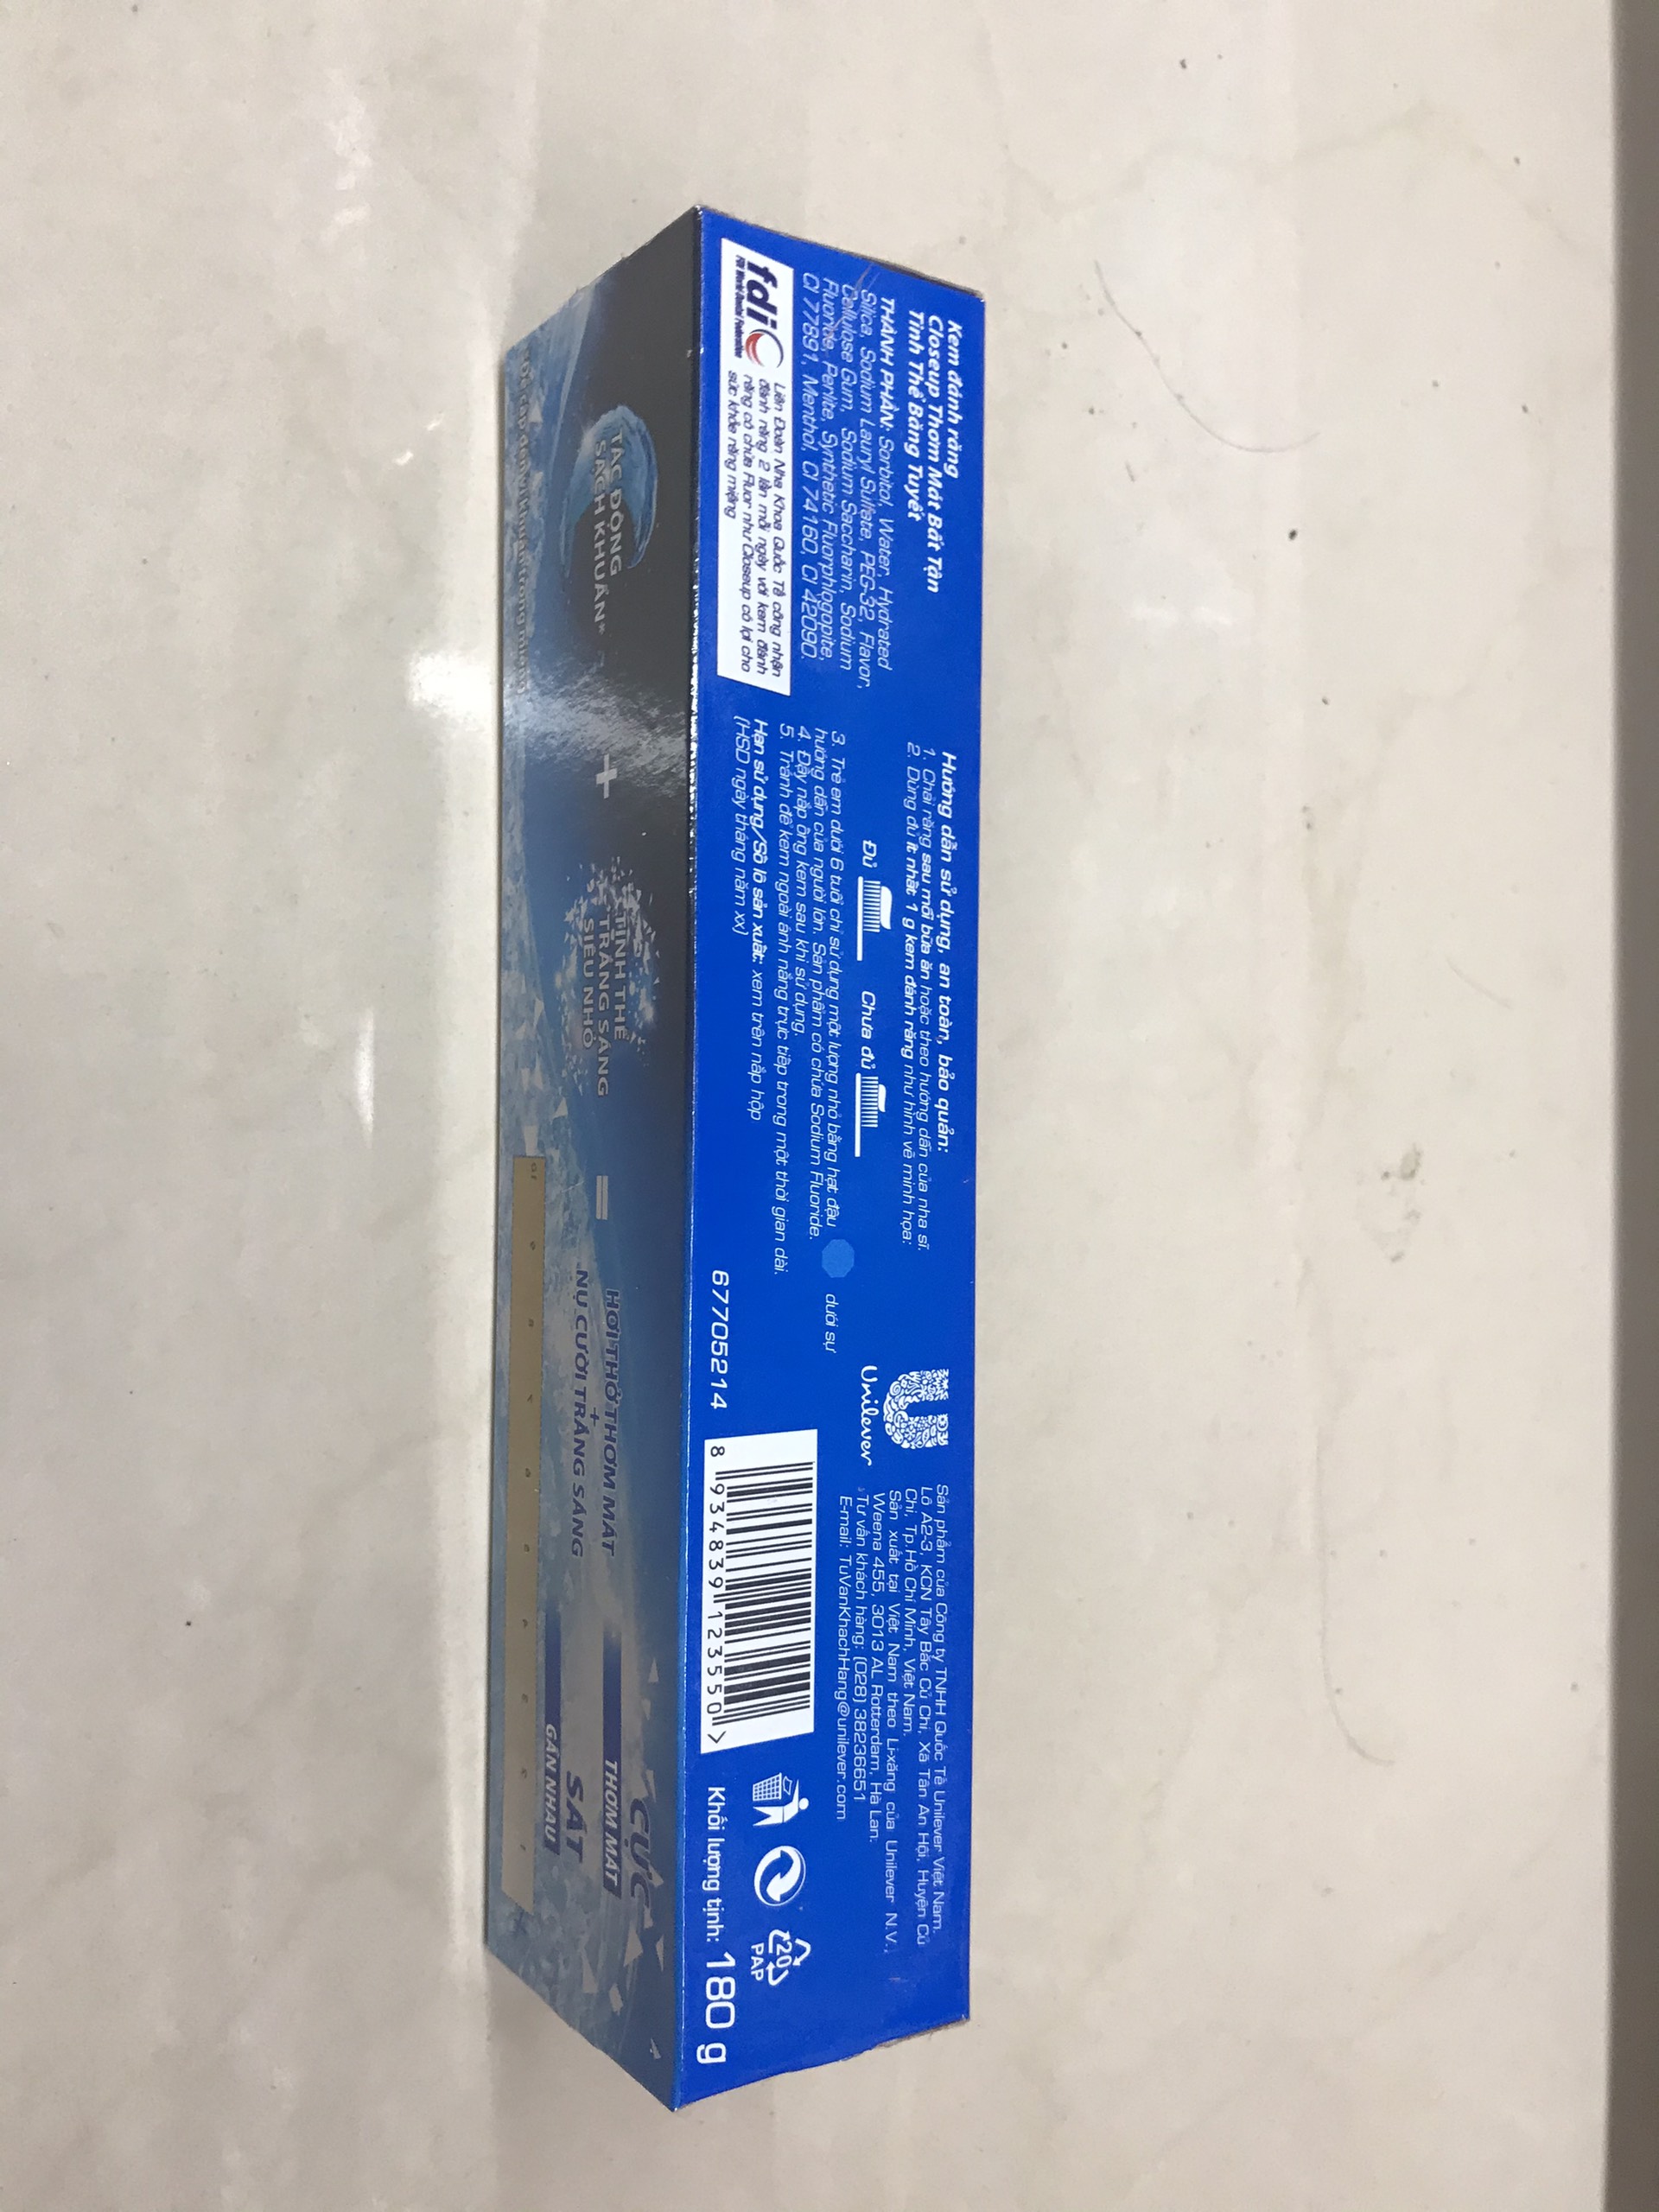 Kem đánh răng
Closeup Thơm Mát Bất Tận
Tinh Thể Băng Tuyết
THÀNH PHẦN: Sorbitol, Water, Hydrated
Silica, Sodium Lauryl Sulfate, PEG-32, Flavor,
Cellulose Gum, Sodium Saccharin, Sodium
Fluoride, Perlite, Synthetic Fluorphlogopite,
CI 77891, Menthol, CI 74160, CI 42090.
fdi
FDI World Dental Federation
Liên Đoàn Nha Khoa Quốc Tế công nhận
đánh răng 2 lần mỗi ngày với kem đánh
răng có chứa Fluor như Closeup có lợi cho
sức khỏe răng miệng
Hướng dẫn sử dụng, an toàn, bảo quản:
1. Chải răng sau mỗi bữa ăn hoặc theo hướng dẫn của nha sĩ.
2. Dùng đủ ít nhất 1 g kem đánh răng như hình vẽ minh họa:
Đủ
Chưa đủ
3. Trẻ em dưới 6 tuổi chỉ sử dụng một lượng nhỏ bằng hạt đậu dưới sự
hướng dẫn của người lớn. Sản phẩm có chứa Sodium Fluoride.
4. Đậy nắp ống kem sau khi sử dụng.
5. Tránh để kem ngoài ánh nắng trực tiếp trong một thời gian dài.
Hạn sử dụng/Số lô sản xuất: xem trên nắp hộp
(HSD ngày tháng năm xx)
67705214
Unilever
Sản phẩm của Công ty TNHH Quốc Tế Unilever Việt Nam.
Lô A2-3, KCN Tây Bắc Củ Chi, Xã Tân An Hội, Huyện Củ
Chi, Tp.Hồ Chí Minh, Việt Nam.
Sản xuất tại Việt Nam theo Li-xăng của Unilever N.V.,
Weena 455, 3013 AL Rotterdam, Hà Lan.
Tư vấn khách hàng: (028) 38236651
E-mail: TuVanKhachHang@unilever.com
8 934839 123550 >
20
PAP
Khối lượng tịnh: 180 g
TÁC ĐỘNG
SẠCH KHUẨN*
+
TINH THỂ
TRẮNG SÁNG
SIÊU NHỎ
=
HƠI THỞ THƠM MÁT
+
NỤ CƯỜI TRẮNG SÁNG
CỰC
THƠM MÁT
SÁT
GẦN NHAU